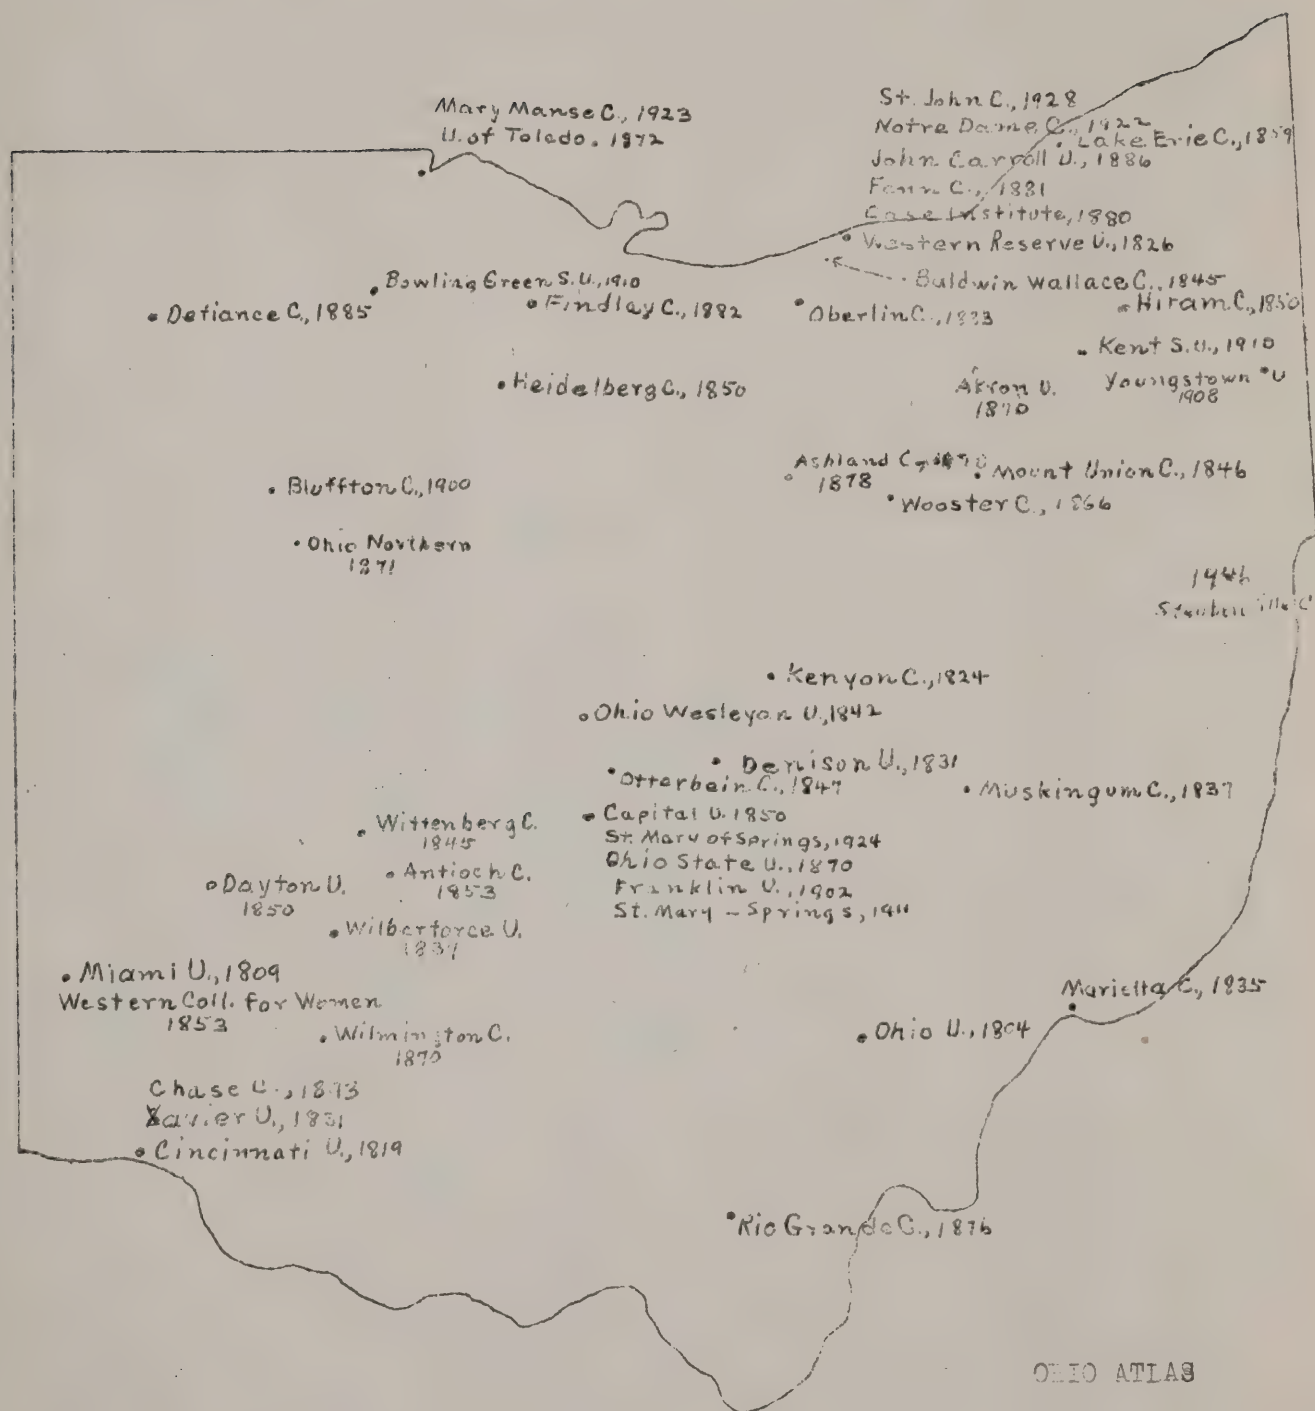 Mary Manse C., 1923
U. of Toledo. 1872
St. John C., 1928
Notre Dame C., 1922
Lake Erie C., 1859
John Carroll U., 1886
Fenn C., 1881
Case Institute, 1880
Western Reserve U., 1826
Baldwin Wallace C., 1845
Bowling Green S.U., 1910
Defiance C., 1885
Findlay C., 1882
Oberlin C., 1833
Hiram C., 1850
Kent S.U., 1910
Heidelberg C., 1850
Akron U.
1870
Youngstown U
1908
Ashland C.,
1878
Mount Union C., 1846
Bluffton C., 1900
Wooster C., 1866
Ohio Northern
1871
1946
Steubenville C
Kenyon C., 1824
Ohio Wesleyan U., 1842
Denison U., 1831
Otterbein C., 1847
Muskingum C., 1837
Wittenberg C.
1845
Capital U. 1850
St. Mary of Springs, 1924
Ohio State U., 1870
Franklin U., 1902
St. Mary - Springs, 1911
Antioch C.
1853
Dayton U.
1850
Wilberforce U.
Miami U., 1809
Western Coll. for Women
1853
Marietta C., 1835
Wilmington C.
1870
Ohio U., 1804
Chase C., 1893
Xavier U., 1831
Cincinnati U., 1819
Rio Grande C., 1876
OHIO ATLAS